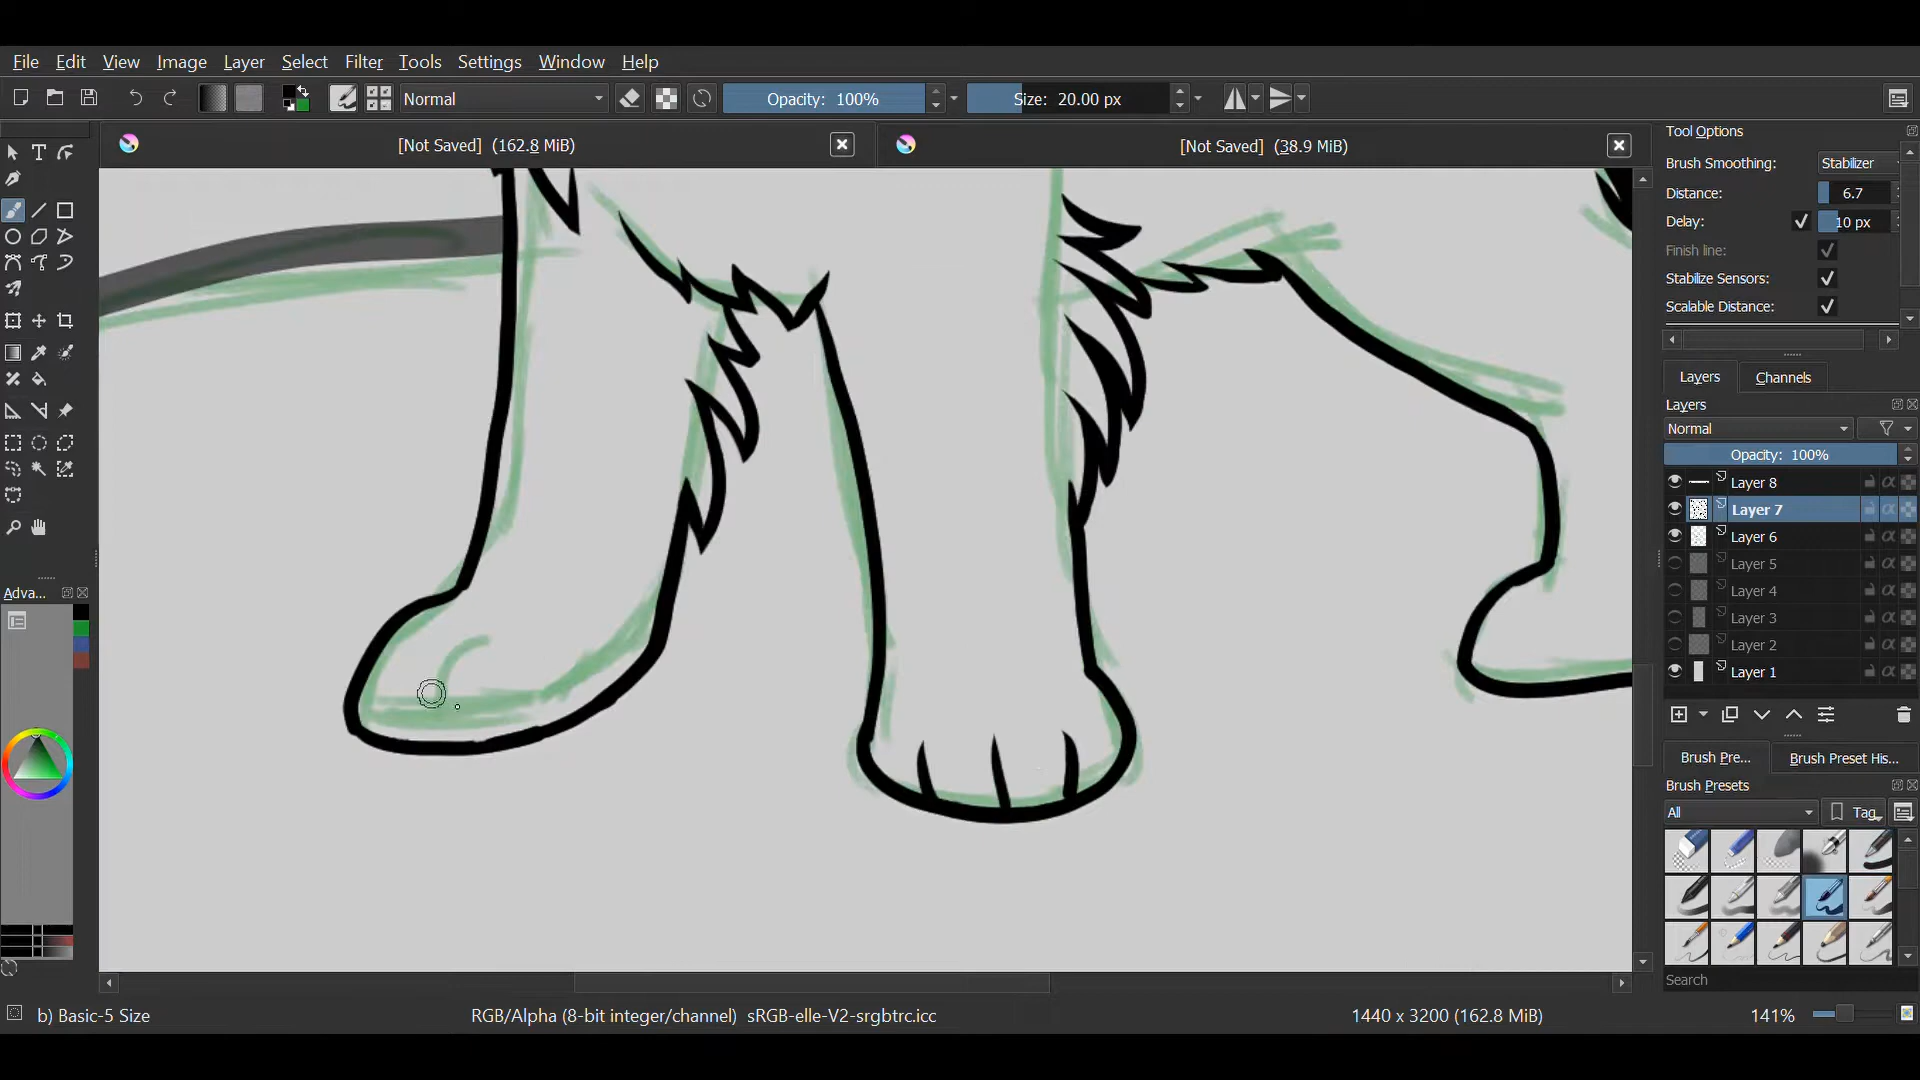 File Edit View Image Layer Select Filter Tools Settings Window Help
Normal
Opacity: 100%
Size: 20.00 px
[Not Saved] (162.8 MiB)
[Not Saved] (38.9 MiB)
Tool Options
Brush Smoothing: Stabilizer
Distance: 6.7
Delay: 10 px
Finish line:
Stabilize Sensors:
Scalable Distance:
Layers Channels
Layers
Normal
Opacity: 100%
Layer 8
Layer 7
Layer 6
Layer 5
Layer 4
Layer 3
Layer 2
Layer 1
Adva...
Brush Pre... Brush Preset His...
Brush Presets
All Tag
Search
b) Basic-5 Size
RGB/Alpha (8-bit integer/channel) sRGB-elle-V2-srgbtrc.icc
1440 x 3200 (162.8 MiB)
141%